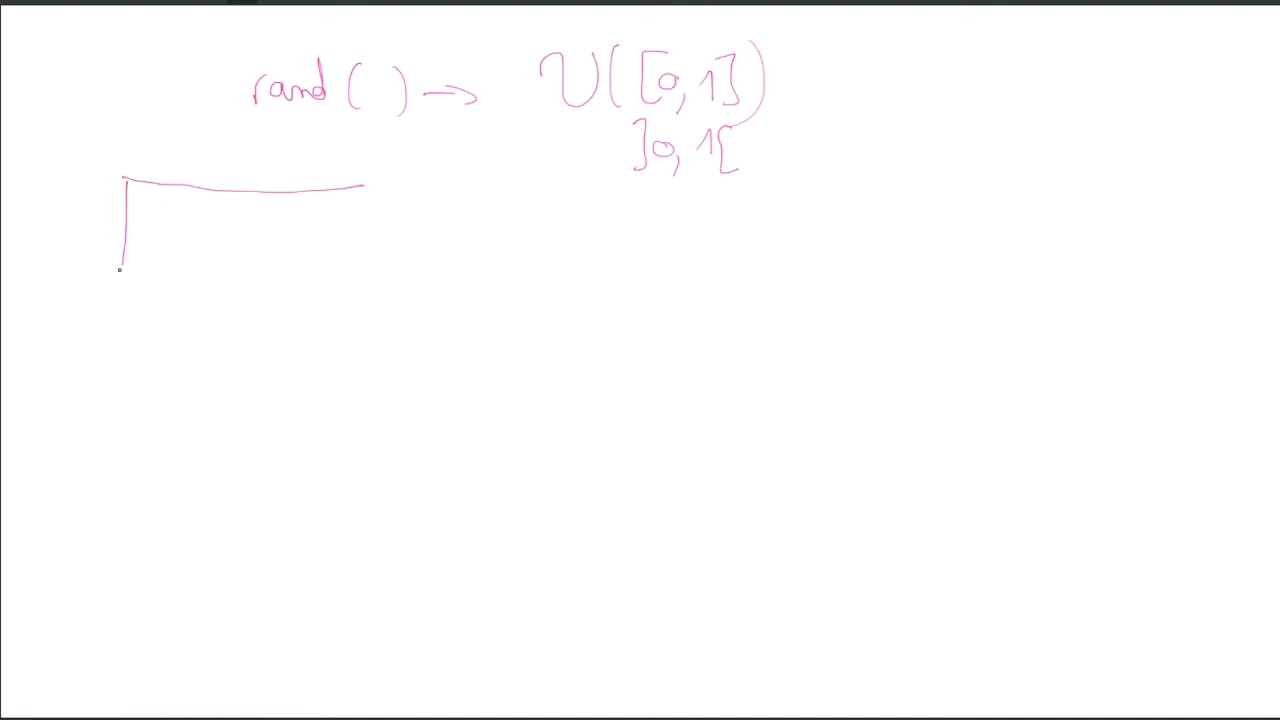 rand( ) → U([0,1])
]0,1[